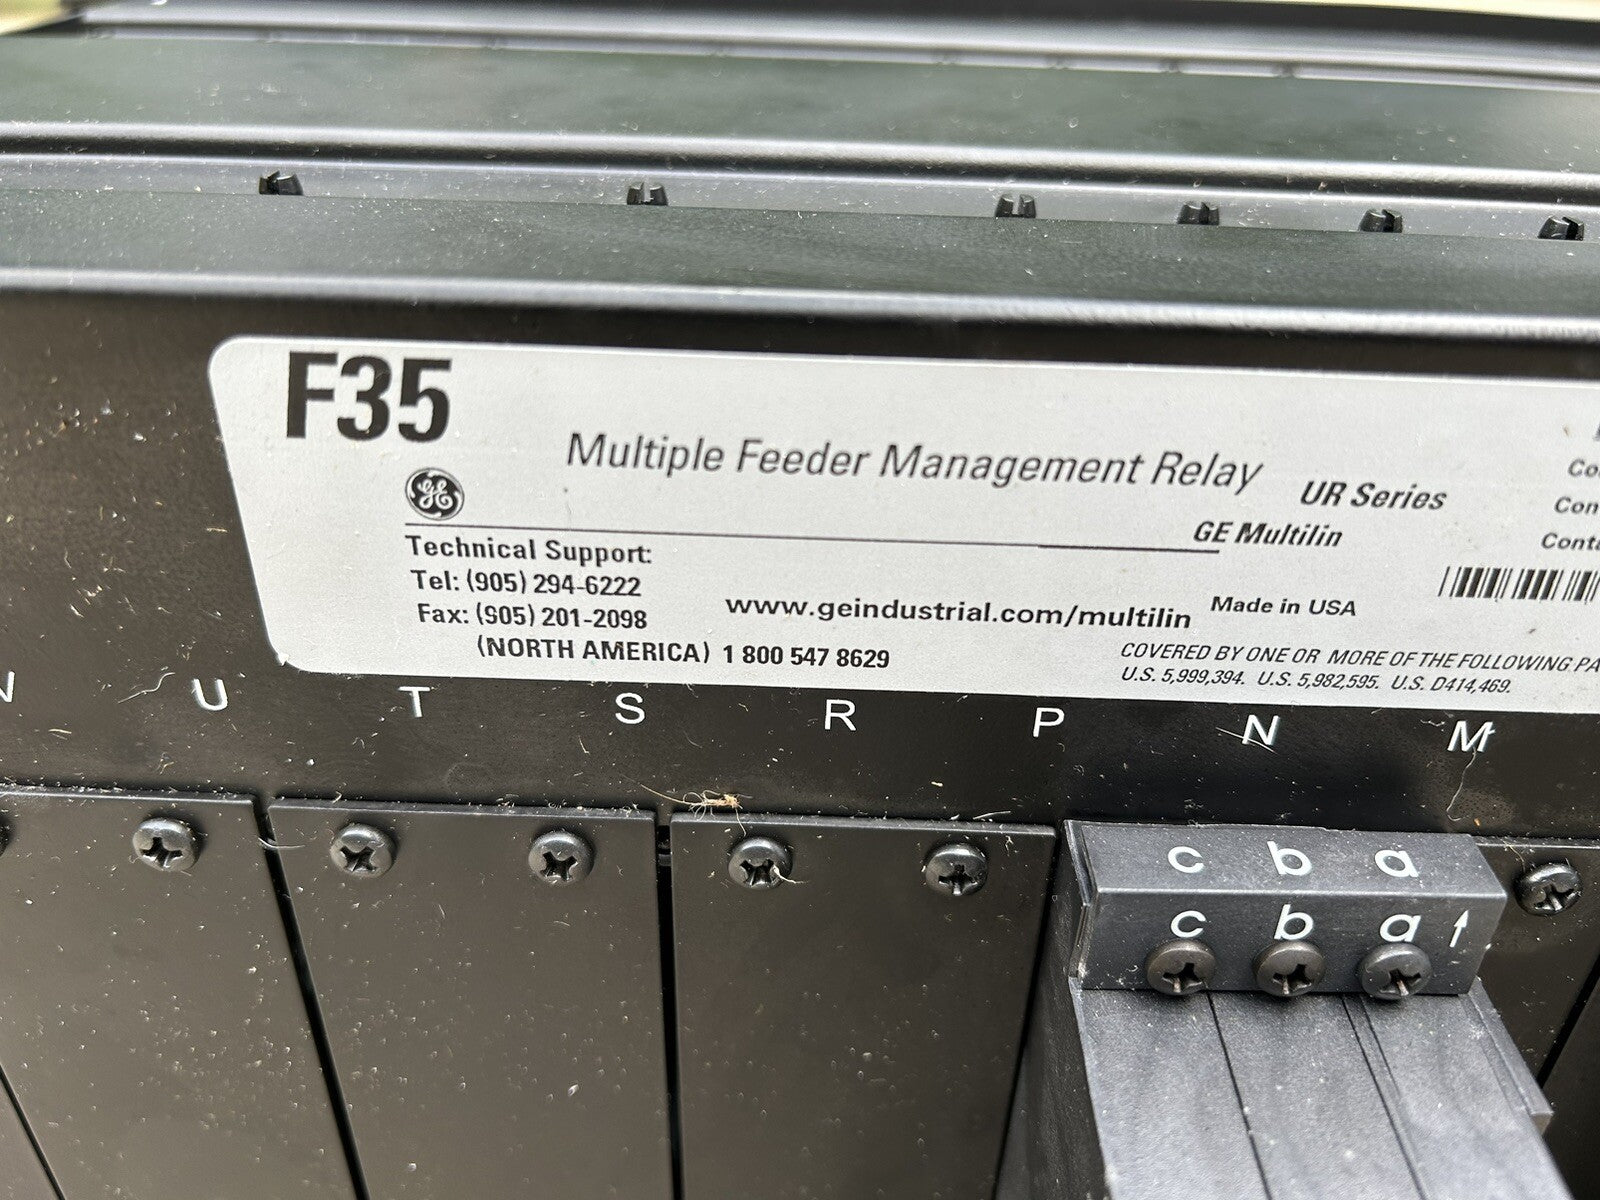 F35
Multiple Feeder Management Relay
UR Series
GE
GE Multilin
Technical Support:
Tel: (905) 294-6222
Fax: (905) 201-2098
(NORTH AMERICA) 1 800 547 8629
www.geindustrial.com/multilin
Made in USA
COVERED BY ONE OR MORE OF THE FOLLOWING
U.S. 5,999,394. U.S. 5,982,595. U.S. D414,469.
U T S R P N M
c b a
c b a ↑